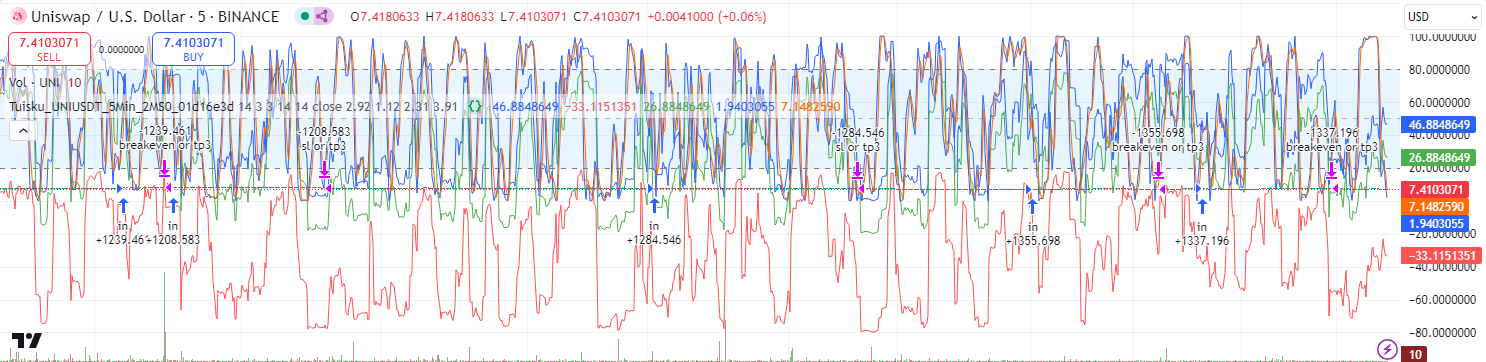 Uniswap / U.S. Dollar · 5 · BINANCE
O7.4180633 H7.4180633 L7.4103071 C7.4103071 +0.0041000 (+0.06%)
USD
7.4103071
SELL
0.0000000
7.4103071
BUY
Vol · UNI 10
Tuisku_UNIUSDT_5Min_2MS0_01d16e3d 14 3 3 14 14 close 2.92 1.12 2.31 3.91 46.8848649 −33.1151351 26.8848649 1.9403055 7.1482590
-1239.461
breakeven or tp3
-1208.583
sl or tp3
-1284.546
sl or tp3
-1355.698
breakeven or tp3
-1337.196
breakeven or tp3
in
+1239.461
in
+1208.583
in
+1284.546
in
+1355.698
in
+1337.196
100.0000000
80.0000000
60.0000000
46.8848649
40.0000000
26.8848649
20.0000000
7.4103071
7.1482590
1.9403055
−20.0000000
−33.1151351
−40.0000000
−60.0000000
−80.0000000
10